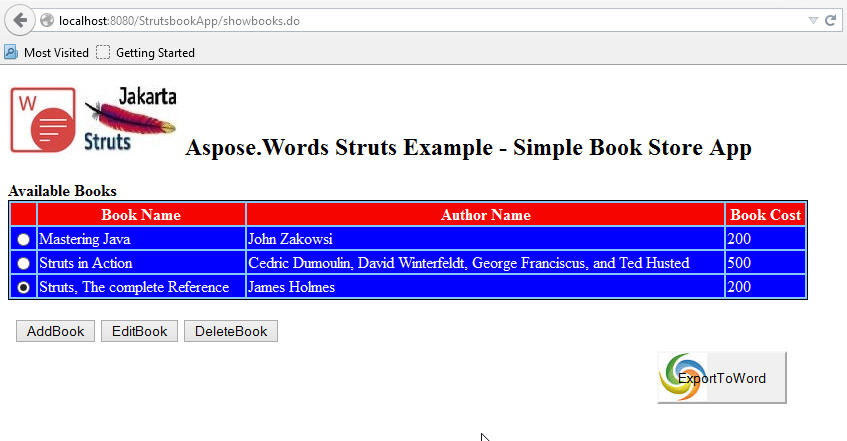 localhost:8080/StrutsbookApp/showbooks.do
Most Visited Getting Started
W
Jakarta
Struts
Aspose.Words Struts Example - Simple Book Store App
Available Books
Book Name Author Name Book Cost
Mastering Java John Zakowsi 200
Struts in Action Cedric Dumoulin, David Winterfeldt, George Franciscus, and Ted Husted 500
Struts, The complete Reference James Holmes 200
AddBook EditBook DeleteBook
ExportToWord